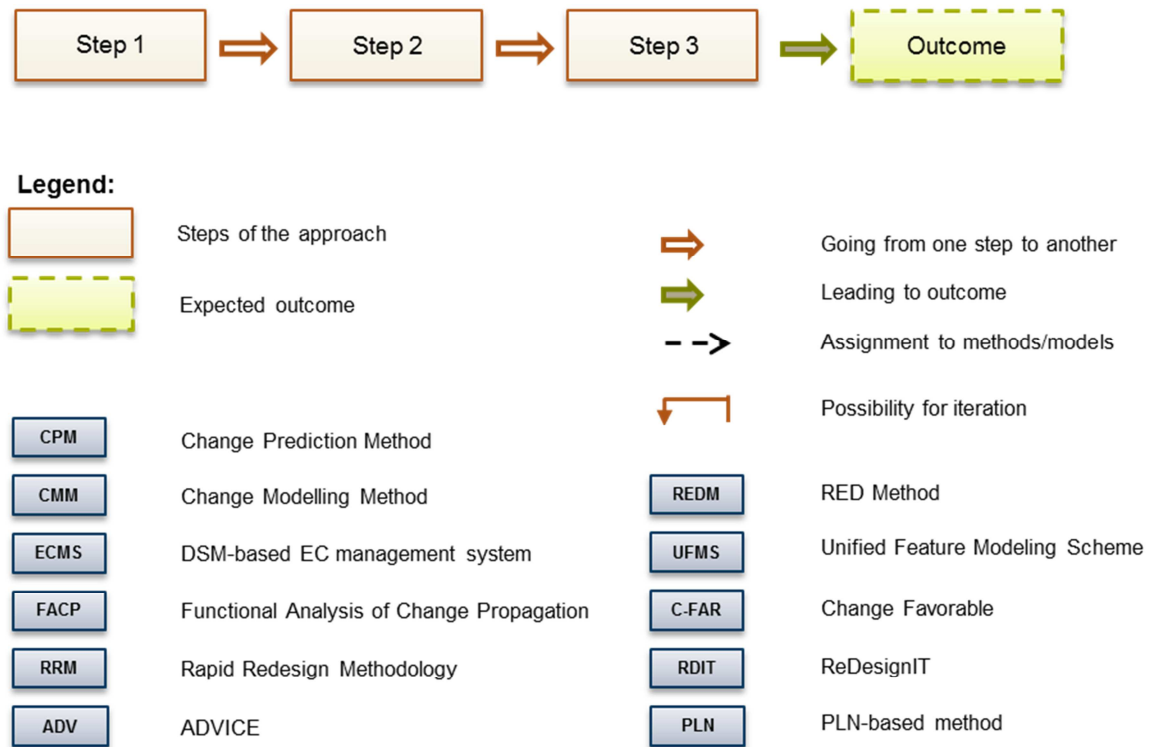 Step 1
Step 2
Step 3
Outcome
Legend:
Steps of the approach
Expected outcome
Going from one step to another
Leading to outcome
Assignment to methods/models
Possibility for iteration
CPM Change Prediction Method
CMM Change Modelling Method
ECMS DSM-based EC management system
FACP Functional Analysis of Change Propagation
RRM Rapid Redesign Methodology
ADV ADVICE
REDM RED Method
UFMS Unified Feature Modeling Scheme
C-FAR Change Favorable
RDIT ReDesignIT
PLN PLN-based method